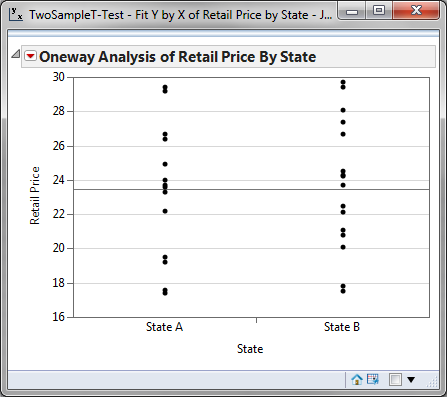 TwoSampleT-Test - Fit Y by X of Retail Price by State - J...
Oneway Analysis of Retail Price By State
30
28
26
24
22
20
18
16
Retail Price
State A
State B
State